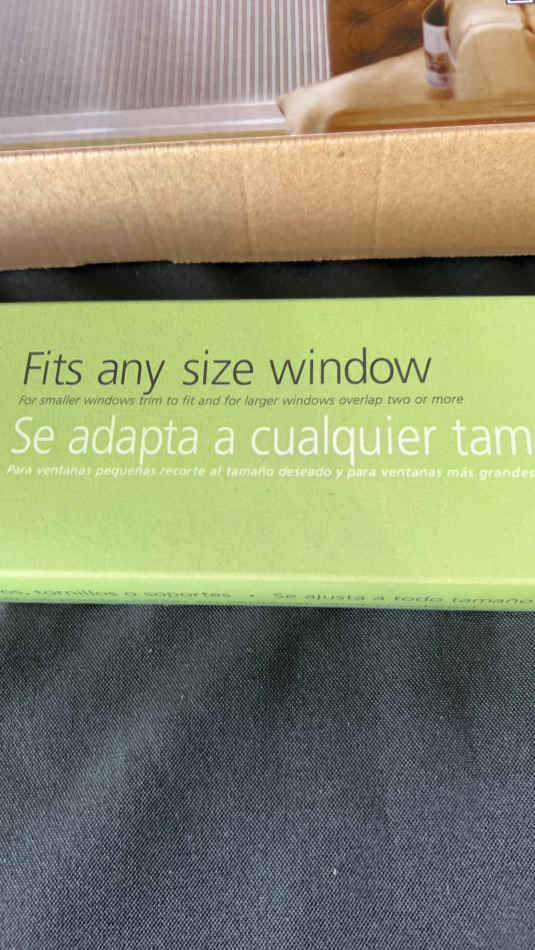 Fits any size window
For smaller windows trim to fit and for larger windows overlap two or more
Se adapta a cualquier tam
Para ventanas pequeñas recorte al tamaño deseado y para ventanas más grandes
os, tornillos o soportes • Se ajusta a todo tamaño